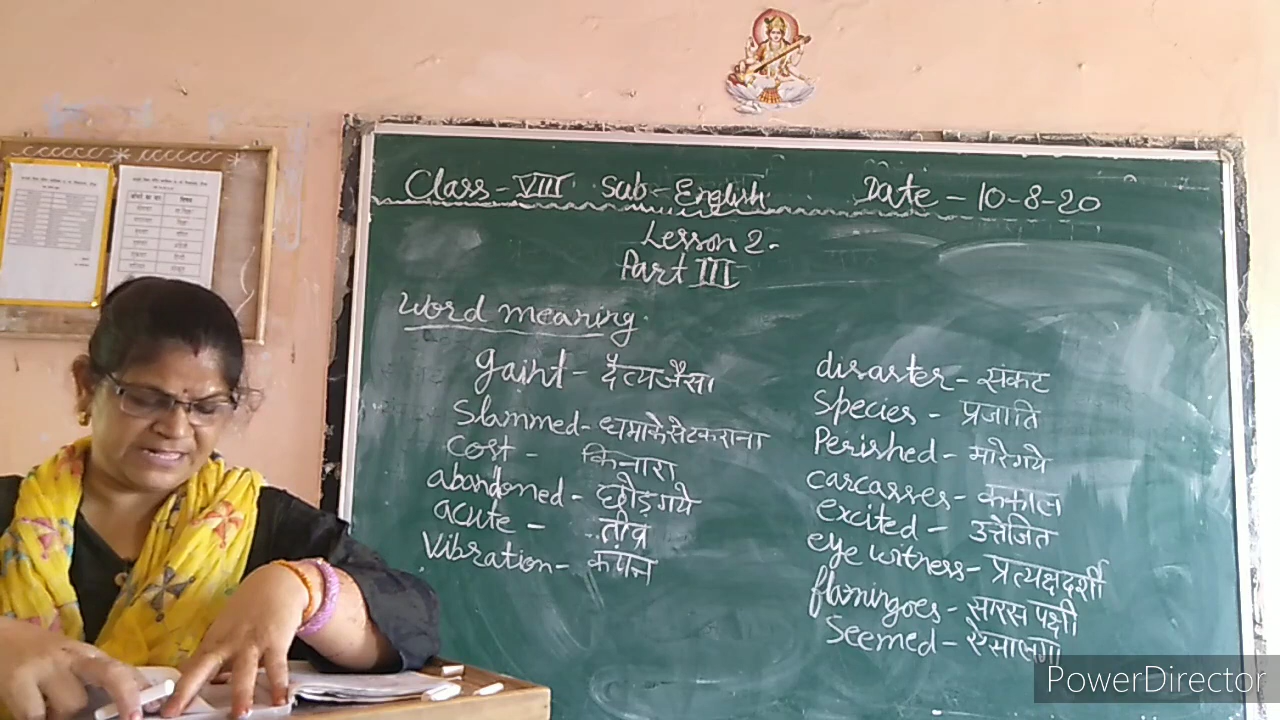 Class - VIII Sub - English Date - 10-8-20
Lesson 2.
Part III
Word meaning.
gaint - दैत्य जैसा
Slammed - धमाके से टकराना
Cost - किनारा
abandomed - छोड़ गये
acute - तीव्र
Vibration - कंपन
disaster - संकट
Species - प्रजाति
Perished - मारे गये
carcasses - कंकाल
excited - उत्तेजित
eye witness - प्रत्यक्षदर्शी
flamingoes - सारस पक्षी
Seemed - ऐसा लगा
PowerDirector